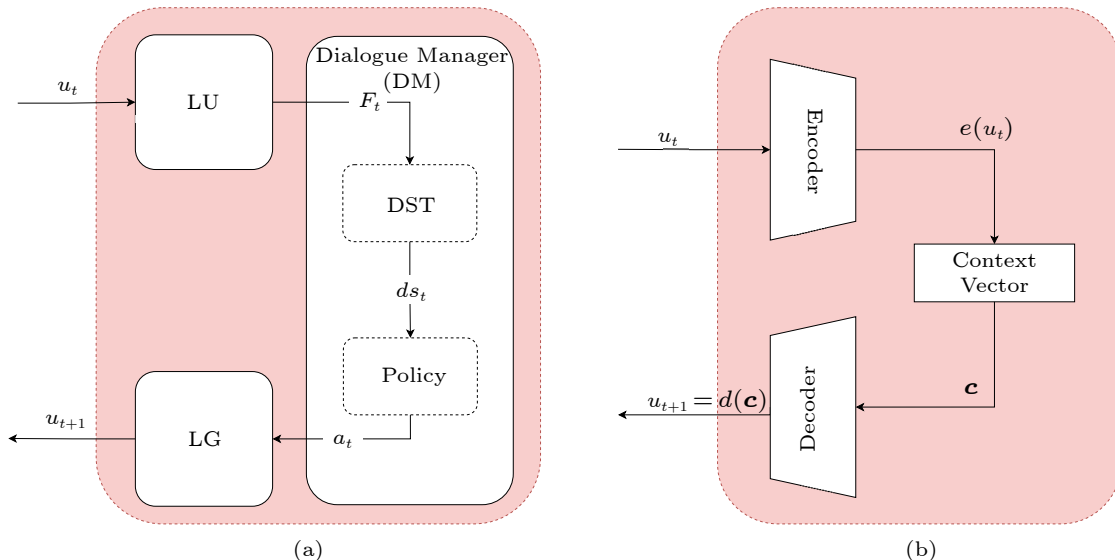 u_t
LU
Dialogue Manager
(DM)
F_t
DST
ds_t
Policy
a_t
LG
u_{t+1}
(a)
u_t
Encoder
e(u_t)
Context
Vector
c
Decoder
u_{t+1} = d(c)
(b)